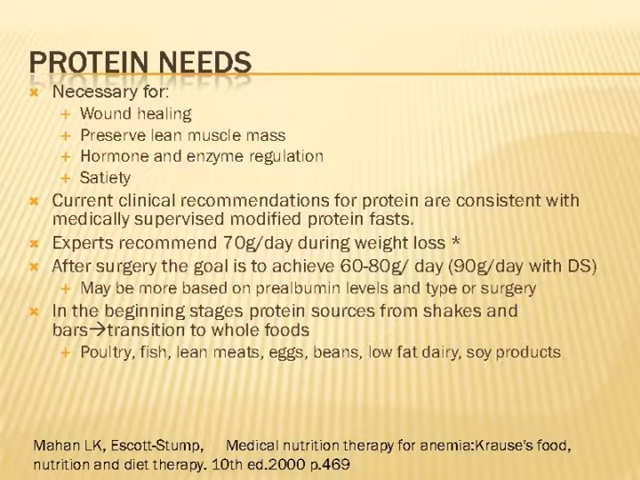 PROTEIN NEEDS
Necessary for:
Wound healing
Preserve lean muscle mass
Hormone and enzyme regulation
Satiety
Current clinical recommendations for protein are consistent with
medically supervised modified protein fasts.
Experts recommend 70g/day during weight loss *
After surgery the goal is to achieve 60-80g/ day (90g/day with DS)
May be more based on prealbumin levels and type or surgery
In the beginning stages protein sources from shakes and
bars→transition to whole foods
Poultry, fish, lean meats, eggs, beans, low fat dairy, soy products
Mahan LK, Escott-Stump, Medical nutrition therapy for anemia:Krause's food,
nutrition and diet therapy. 10th ed.2000 p.469